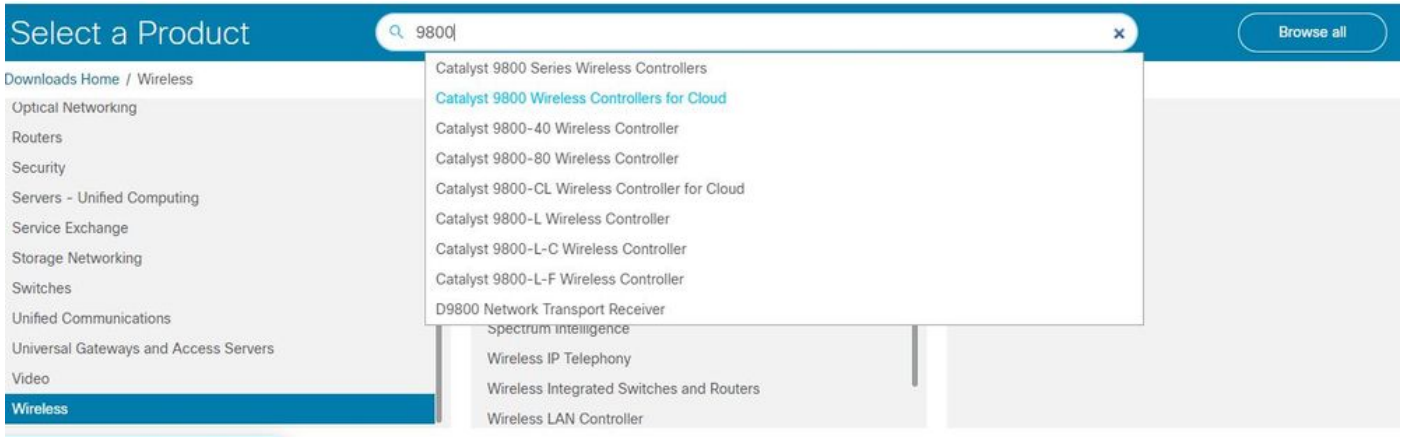 Select a Product
9800
Browse all
Downloads Home / Wireless
Optical Networking
Routers
Security
Servers - Unified Computing
Service Exchange
Storage Networking
Switches
Unified Communications
Universal Gateways and Access Servers
Video
Wireless
Catalyst 9800 Series Wireless Controllers
Catalyst 9800 Wireless Controllers for Cloud
Catalyst 9800-40 Wireless Controller
Catalyst 9800-80 Wireless Controller
Catalyst 9800-CL Wireless Controller for Cloud
Catalyst 9800-L Wireless Controller
Catalyst 9800-L-C Wireless Controller
Catalyst 9800-L-F Wireless Controller
D9800 Network Transport Receiver
Spectrum Intelligence
Wireless IP Telephony
Wireless Integrated Switches and Routers
Wireless LAN Controller